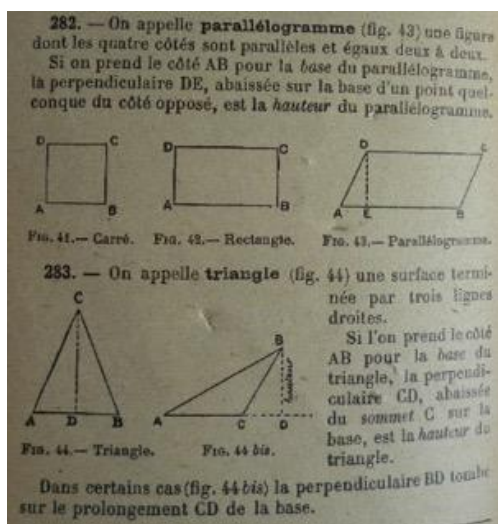 282. — On appelle parallélogramme (fig. 43) une figure
dont les quatre côtés sont parallèles et égaux deux à deux.
Si on prend le côté AB pour la base du parallélogramme,
la perpendiculaire DE, abaissée sur la base d'un point quel-
conque du côté opposé, est la hauteur du parallélogramme.
D C
A B
D C
A B
D C
A E B
FIG. 41.— Carré. FIG. 42.— Rectangle. FIG. 43.— Parallélogramme.
283. — On appelle triangle (fig. 44) une surface termi-
née par trois lignes
droites.
Si l'on prend le côté
AB pour la base du
triangle, la perpendi-
culaire CD, abaissée
du sommet C sur la
base, est la hauteur du
triangle.
C
A D B
B
hauteur
A C D
FIG. 44.— Triangle. FIG. 44 bis.
Dans certains cas (fig. 44 bis) la perpendiculaire BD tombe
sur le prolongement CD de la base.